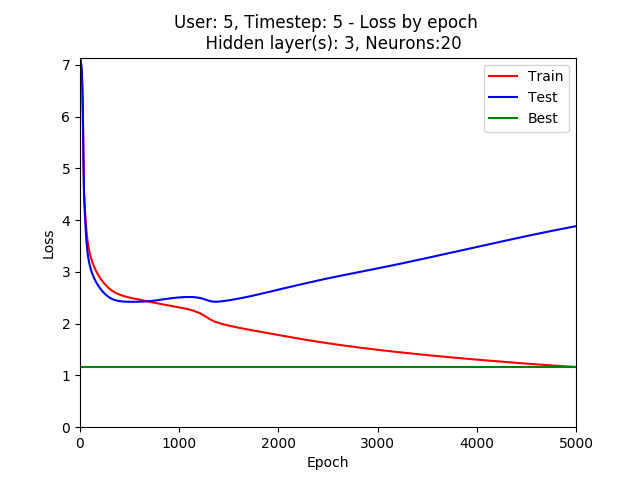 User: 5, Timestep: 5 - Loss by epoch
Hidden layer(s): 3, Neurons:20
7
6
5
4
3
2
1
0
Loss
Train
Test
Best
0 1000 2000 3000 4000 5000
Epoch